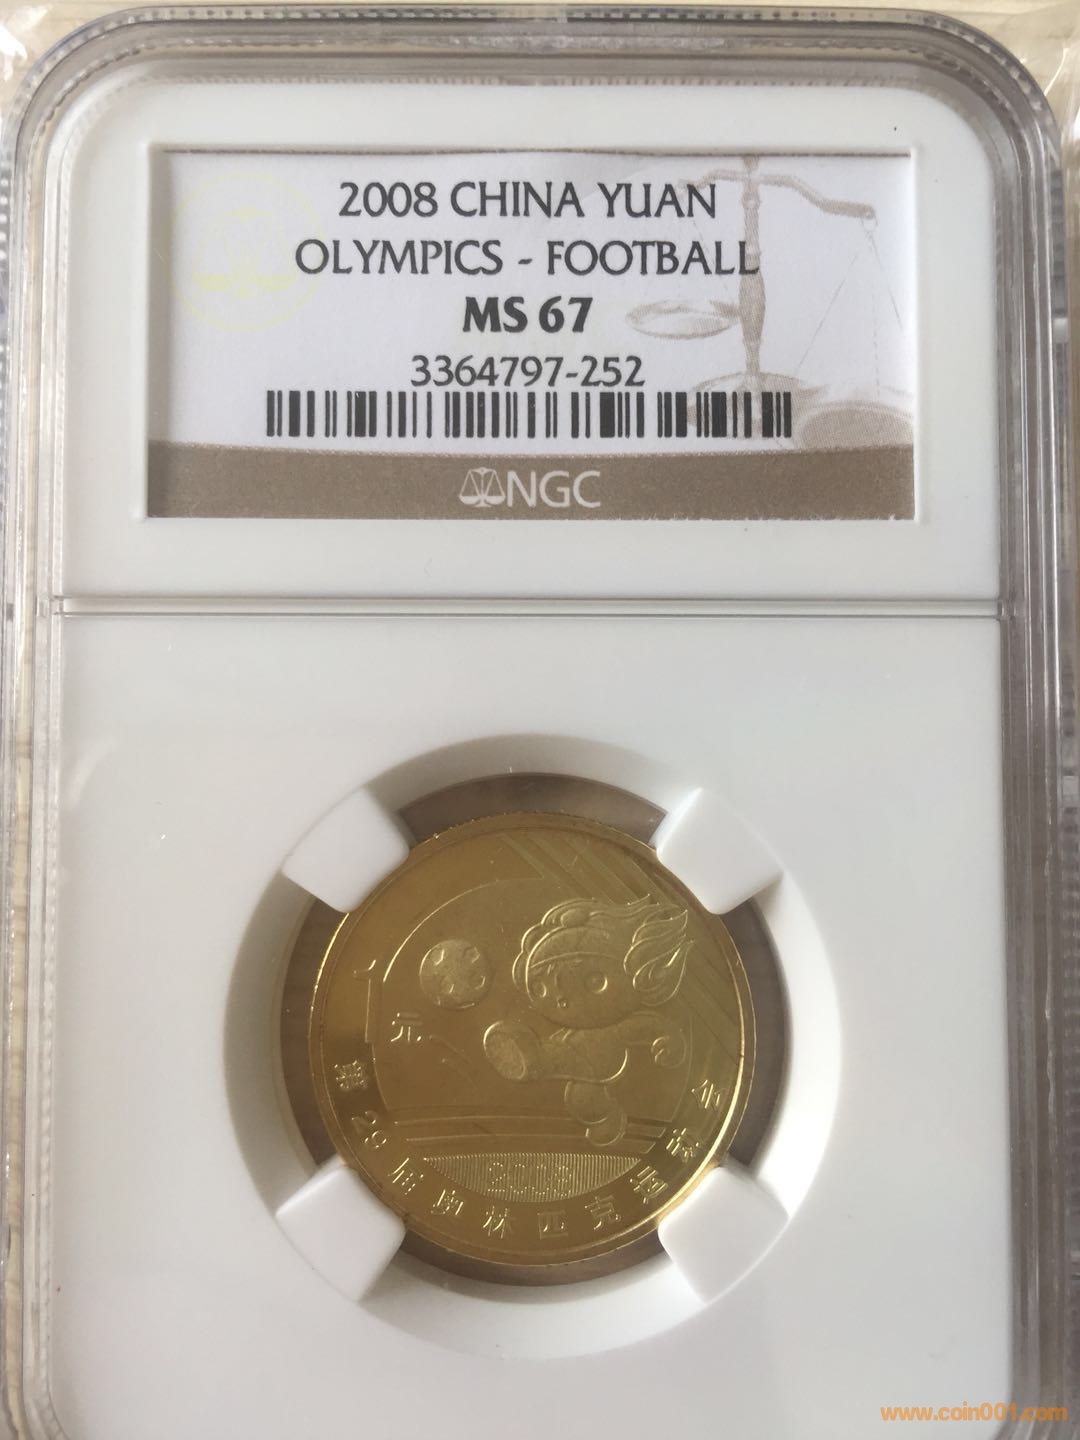 2008 CHINA YUAN
OLYMPICS - FOOTBALL
MS 67
3364797-252
NGC
1元
第29届奥林匹克运动会
2008
www.coin001.com